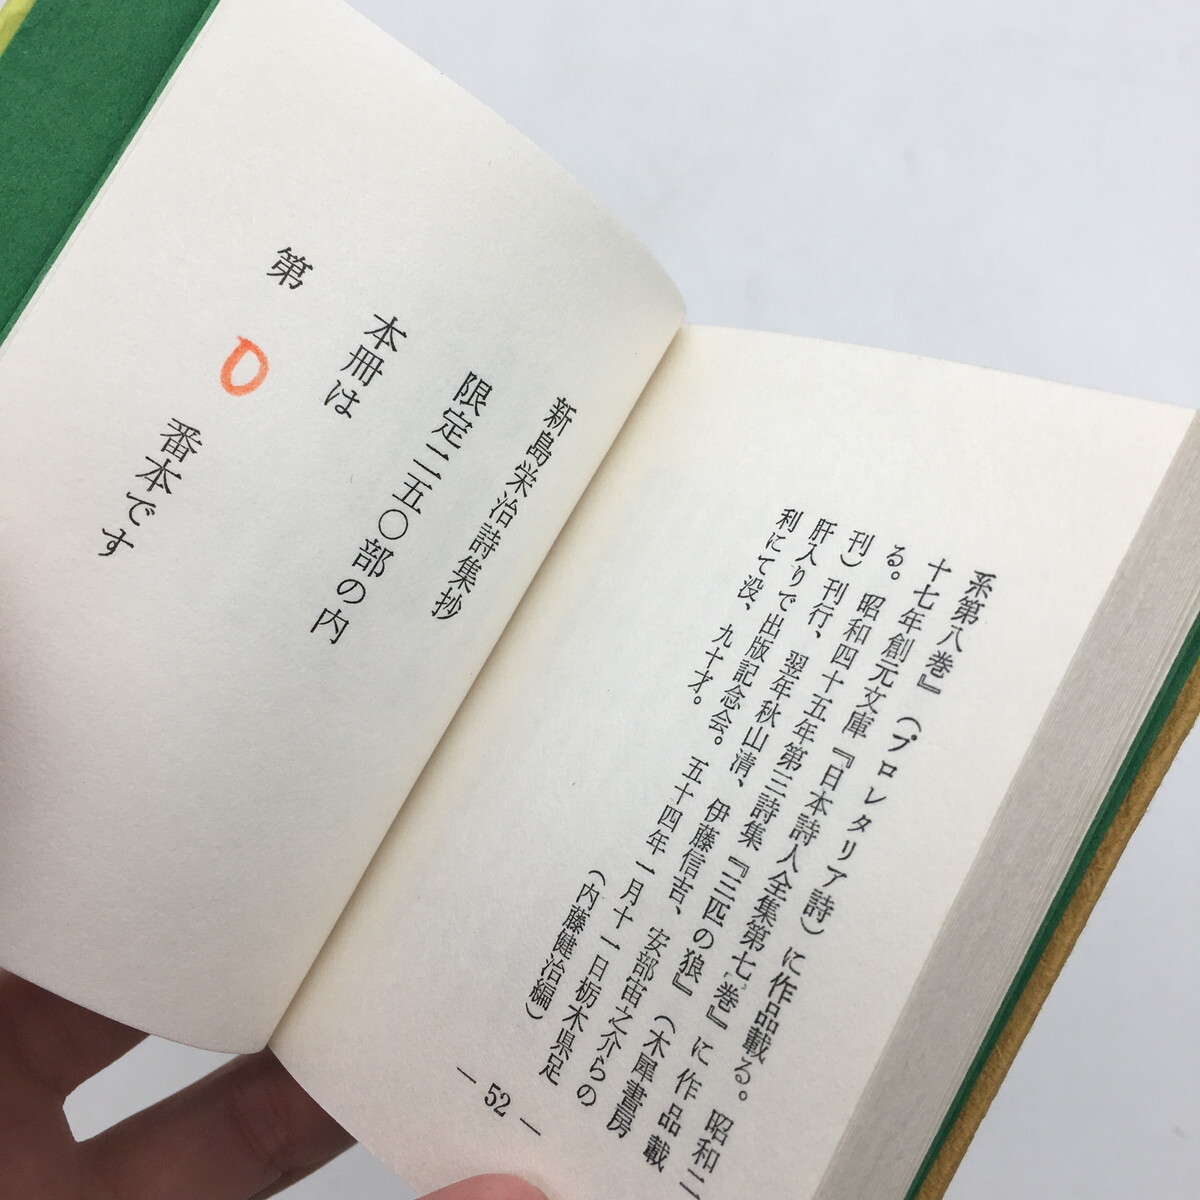 系第八巻』（プロレタリア詩）に作品載る。昭和二
十七年創元文庫『日本詩人全集第七巻』に作品載
る。昭和四十五年第三詩集『三匹の狼』（木犀書房
刊）刊行、翌年秋山清、伊藤信吉、安部宙之介らの
肝入りで出版記念会。五十四年一月十一日栃木県足
利にて没、九十才。
（内藤健治編）
— 52 —
新島栄治詩集抄
限定二五〇部の内
本冊は
第 D 番本です